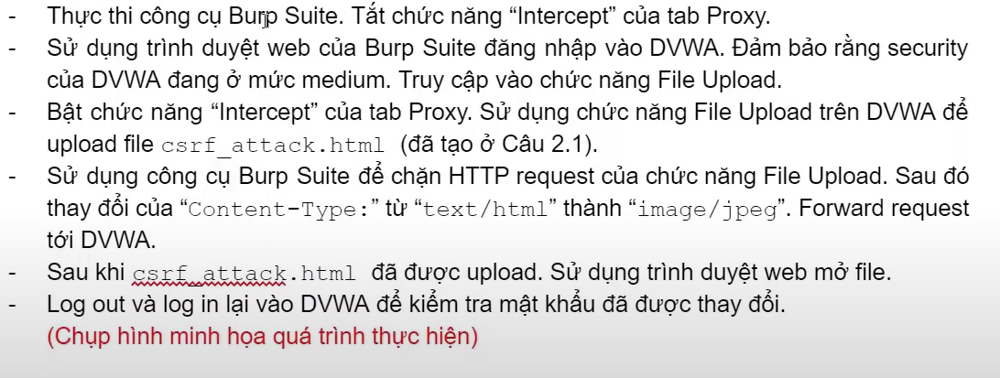 - Thực thi công cụ Burp Suite. Tắt chức năng “Intercept” của tab Proxy.
- Sử dụng trình duyệt web của Burp Suite đăng nhập vào DVWA. Đảm bảo rằng security
của DVWA đang ở mức medium. Truy cập vào chức năng File Upload.
- Bật chức năng “Intercept” của tab Proxy. Sử dụng chức năng File Upload trên DVWA để
upload file csrf_attack.html (đã tạo ở Câu 2.1).
- Sử dụng công cụ Burp Suite để chặn HTTP request của chức năng File Upload. Sau đó
thay đổi của “Content-Type:” từ “text/html” thành “image/jpeg”. Forward request
tới DVWA.
- Sau khi csrf_attack.html đã được upload. Sử dụng trình duyệt web mở file.
- Log out và log in lại vào DVWA để kiểm tra mật khẩu đã được thay đổi.
(Chụp hình minh họa quá trình thực hiện)